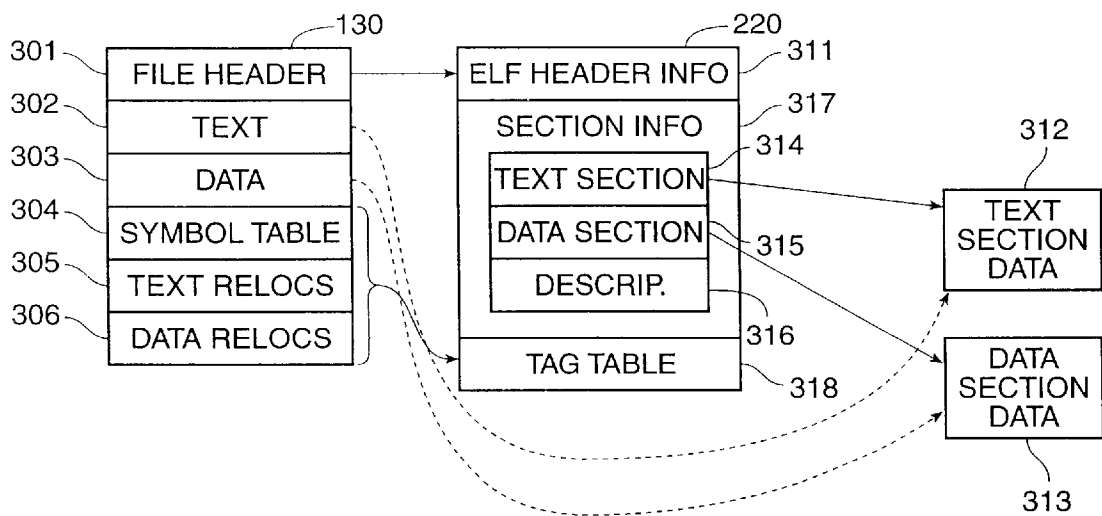 130
301
FILE HEADER
302
TEXT
303
DATA
304
SYMBOL TABLE
305
TEXT RELOCS
306
DATA RELOCS
220
ELF HEADER INFO
311
SECTION INFO
317
TEXT SECTION
314
DATA SECTION
315
DESCRIP.
316
TAG TABLE
318
312
TEXT
SECTION
DATA
DATA
SECTION
DATA
313